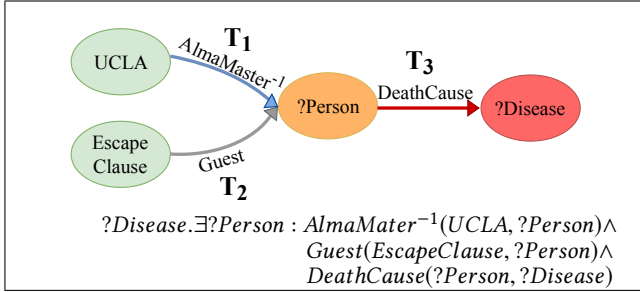 T1
UCLA
AlmaMaster⁻¹
T3
DeathCause
?Person
?Disease
Escape
Clause
Guest
T2
?Disease.∃?Person : AlmaMater⁻¹(UCLA, ?Person)∧
Guest(EscapeClause, ?Person)∧
DeathCause(?Person, ?Disease)